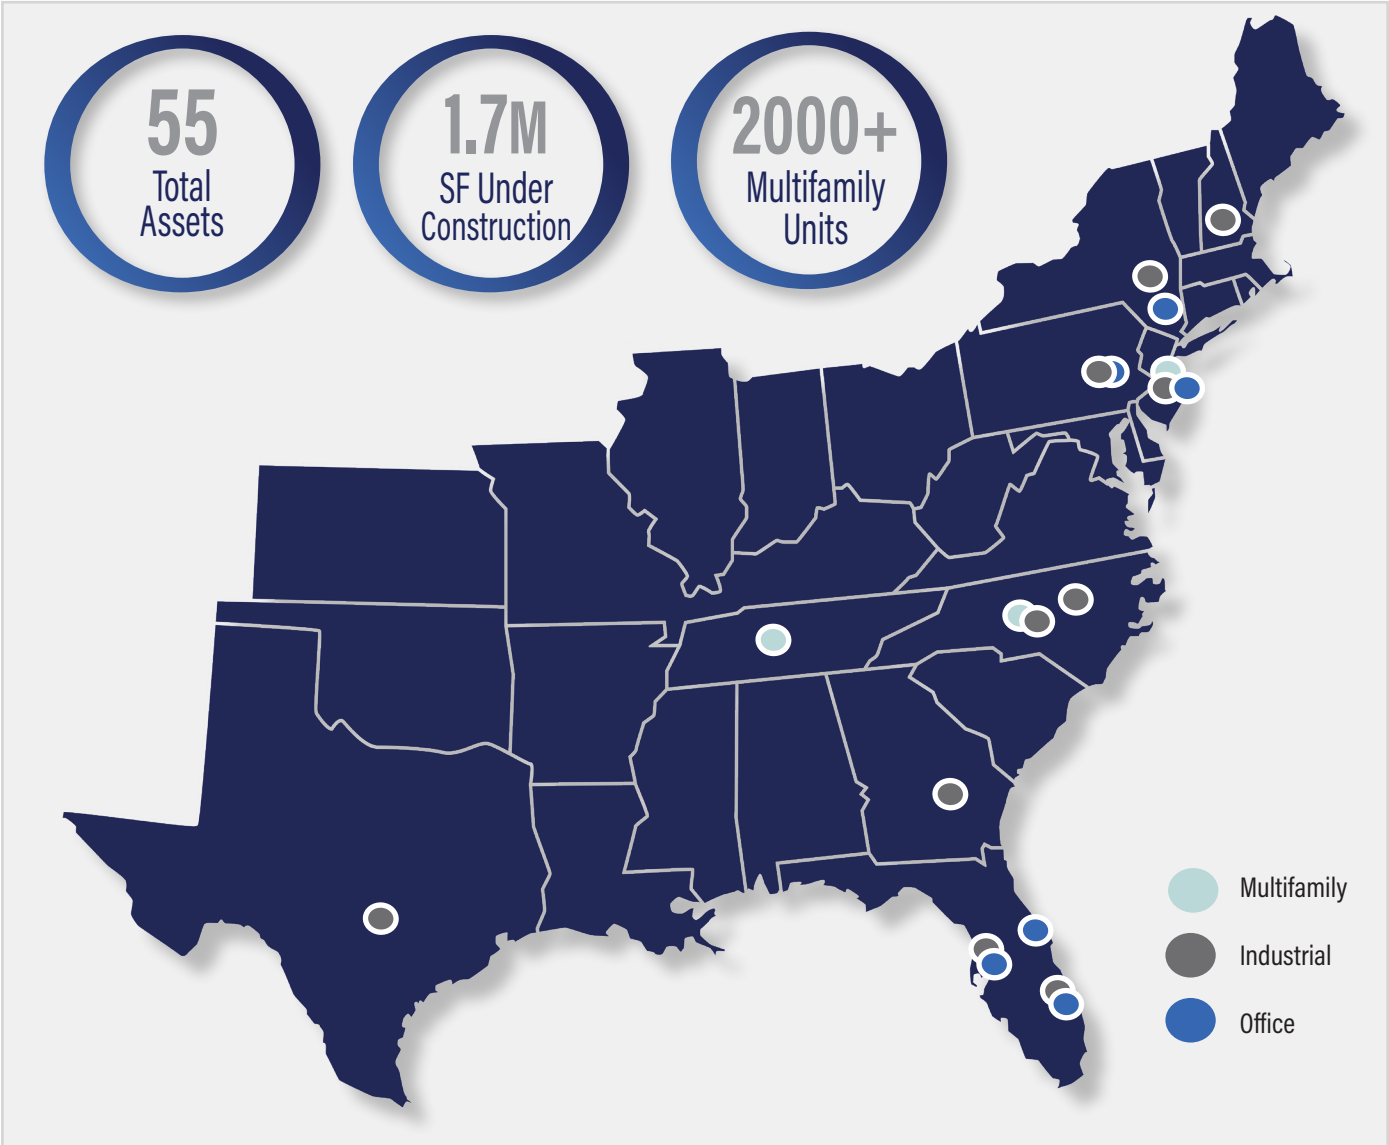 55
Total
Assets
1.7M
SF Under
Construction
2000+
Multifamily
Units
Multifamily
Industrial
Office